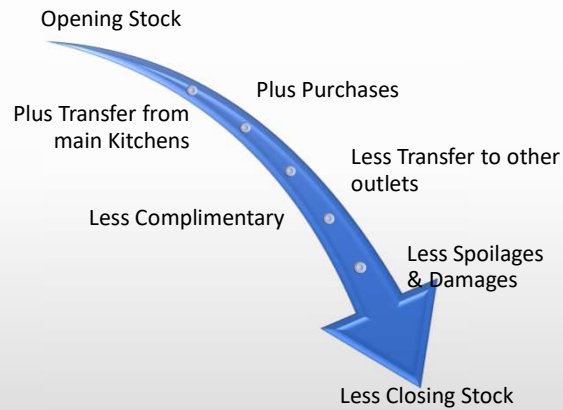 Opening Stock
Plus Purchases
Plus Transfer from
main Kitchens
Less Transfer to other
outlets
Less Complimentary
Less Spoilages
& Damages
Less Closing Stock